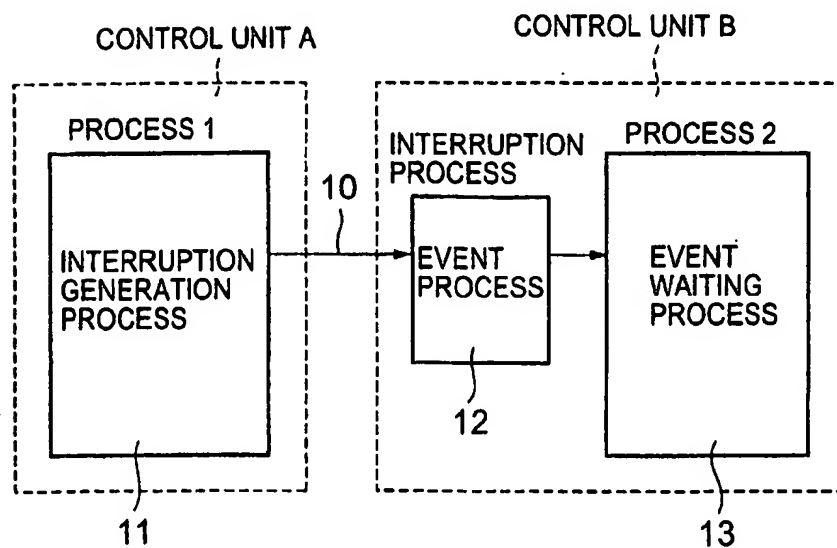 CONTROL UNIT A
CONTROL UNIT B
PROCESS 1
INTERRUPTION
PROCESS
PROCESS 2
10
INTERRUPTION
GENERATION
PROCESS
EVENT
PROCESS
EVENT
WAITING
PROCESS
12
11
13